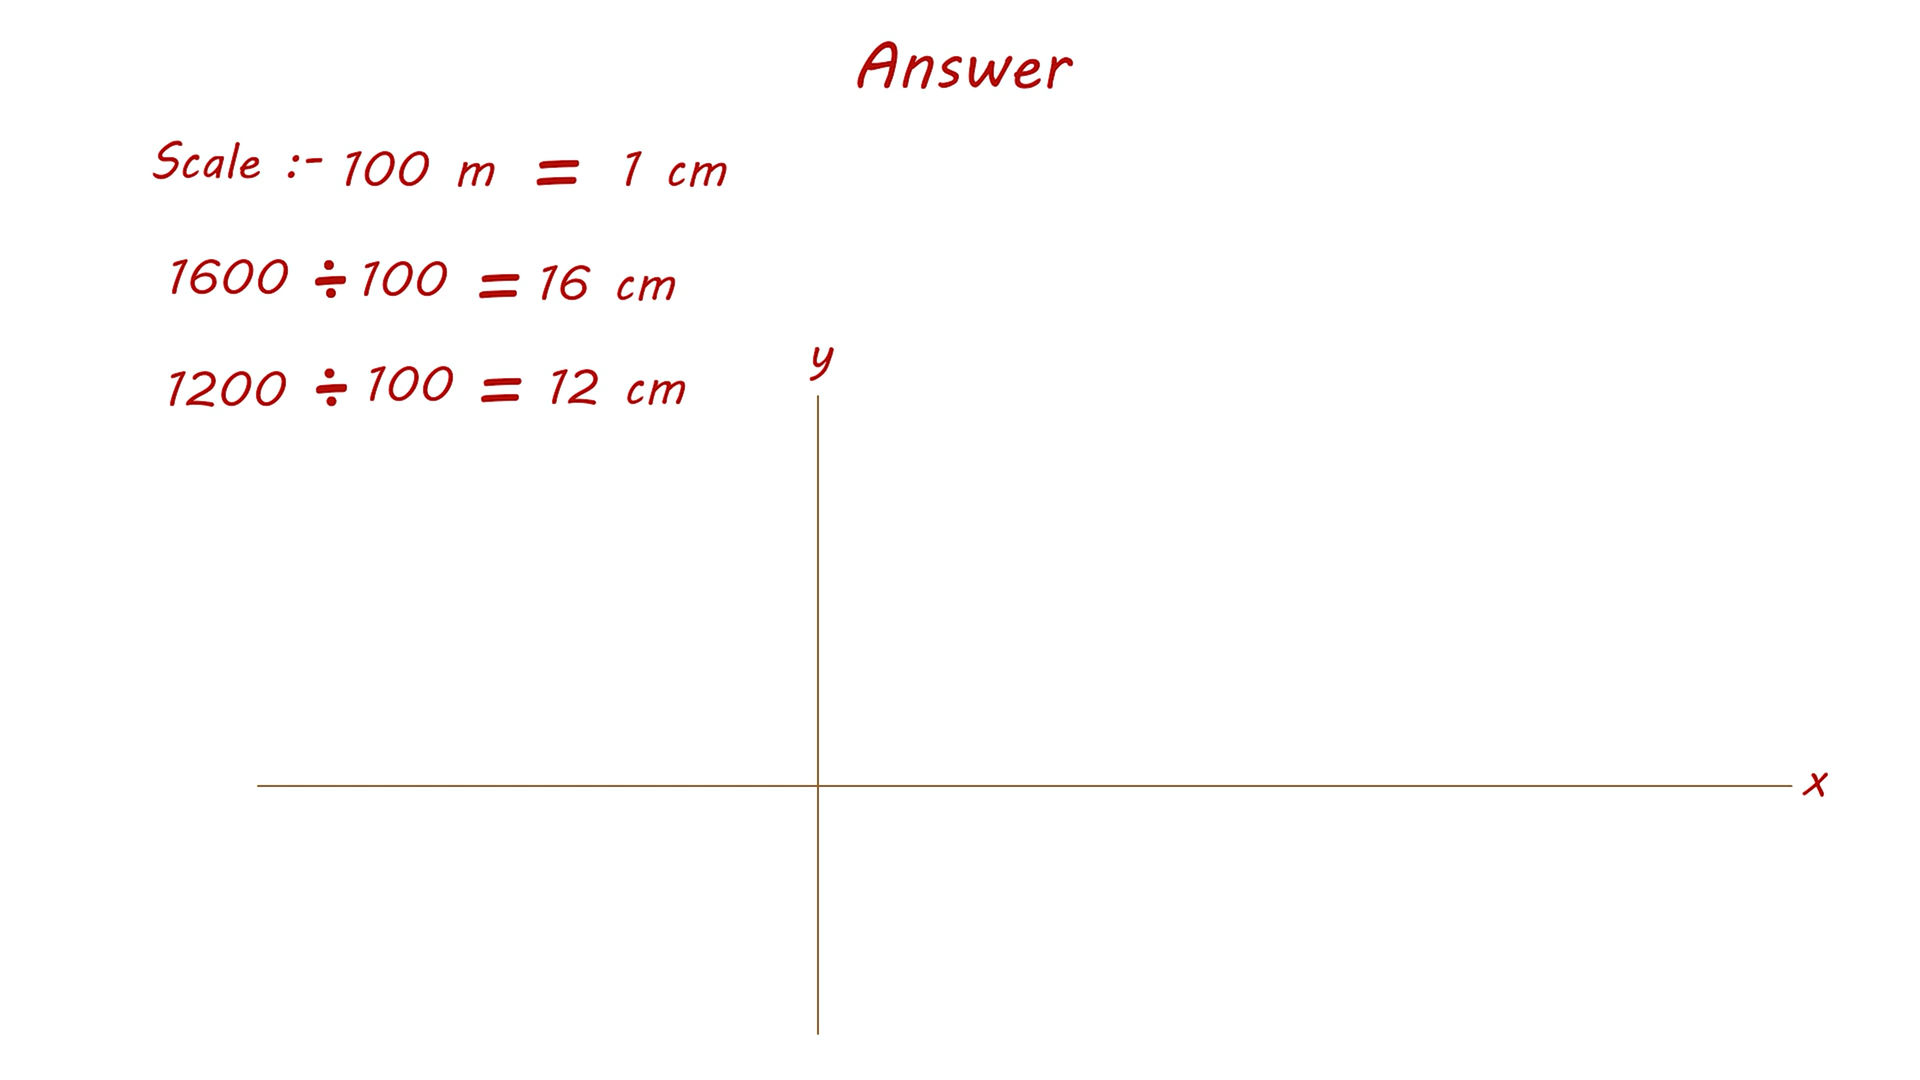 Answer
Scale :- 100 m = 1 cm
1600 ÷ 100 = 16 cm
1200 ÷ 100 = 12 cm
y
x